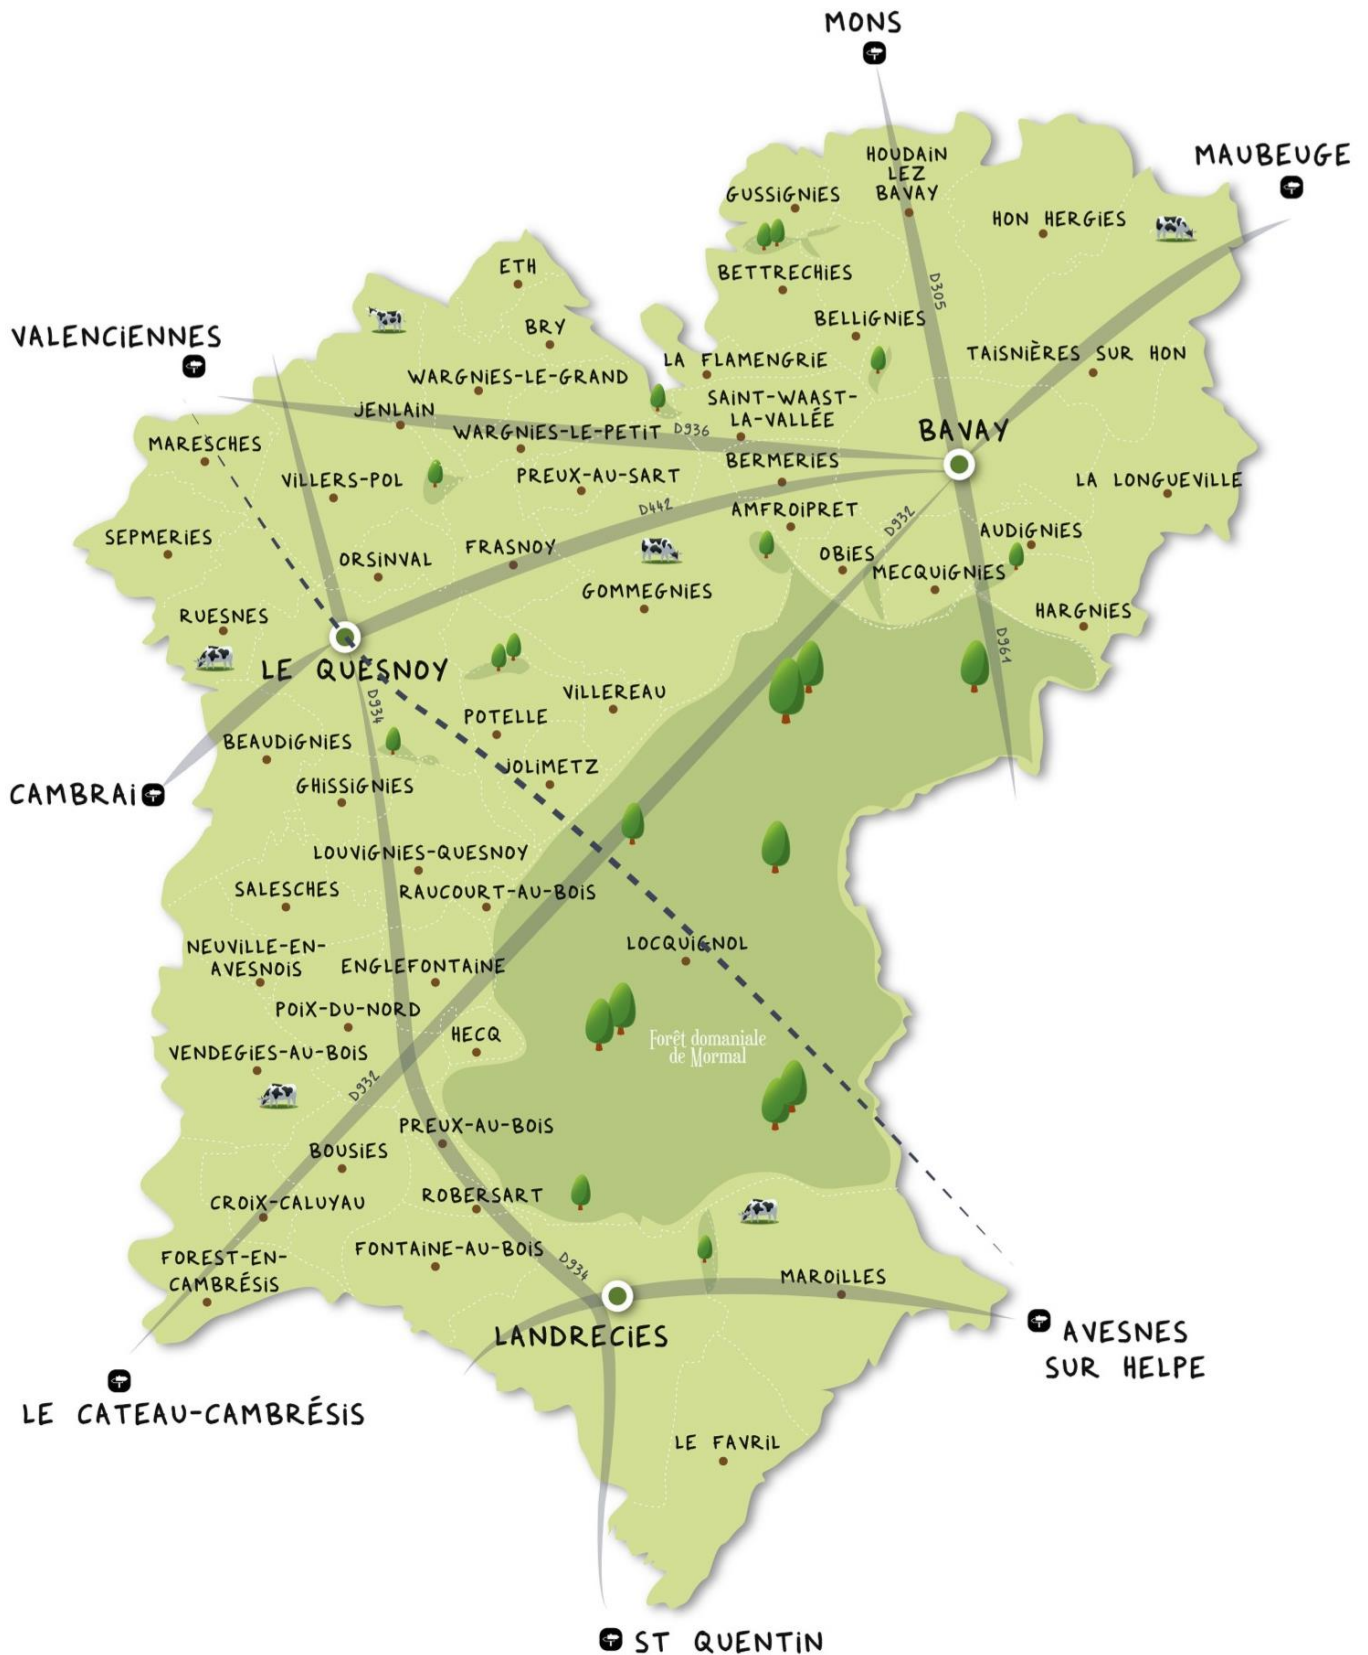 MONS
MAUBEUGE
HOUDAiN
LEZ
BAVAY
GUSSiGNiES
HON HERGiES
ETH
BETTRECHiES
D305
BRY
BELLiGNiES
VALENCiENNES
LA FLAMENGRiE
TAiSNiÈRES SUR HON
WARGNiES-LE-GRAND
JENLAiN
SAiNT-WAAST-
LA-VALLÉE
WARGNiES-LE-PETiT
D936
BAVAY
MARESCHES
BERMERiES
ViLLERS-POL
PREUX-AU-SART
LA LONGUEViLLE
D442
AMFROiPRET
D932
AUDiGNiES
SEPMERiES
ORSiNVAL
FRASNOY
OBiES
MECQUiGNiES
GOMMEGNiES
RUESNES
HARGNiES
D961
LE QUESNOY
D934
ViLLEREAU
POTELLE
BEAUDiGNiES
JOLiMETZ
GHiSSiGNiES
CAMBRAi
LOUViGNiES-QUESNOY
SALESCHES
RAUCOURT-AU-BOiS
NEUViLLE-EN-
AVESNOiS
ENGLEFONTAiNE
LOCQUiGNOL
POiX-DU-NORD
HECQ
Forêt domaniale
de Mormal
VENDEGiES-AU-BOiS
D932
PREUX-AU-BOiS
BOUSiES
CROiX-CALUYAU
ROBERSART
FOREST-EN-
CAMBRÉSiS
FONTAiNE-AU-BOiS
D934
MAROiLLES
LANDRECiES
AVESNES
SUR HELPE
LE CATEAU-CAMBRÉSiS
LE FAVRiL
ST QUENTiN